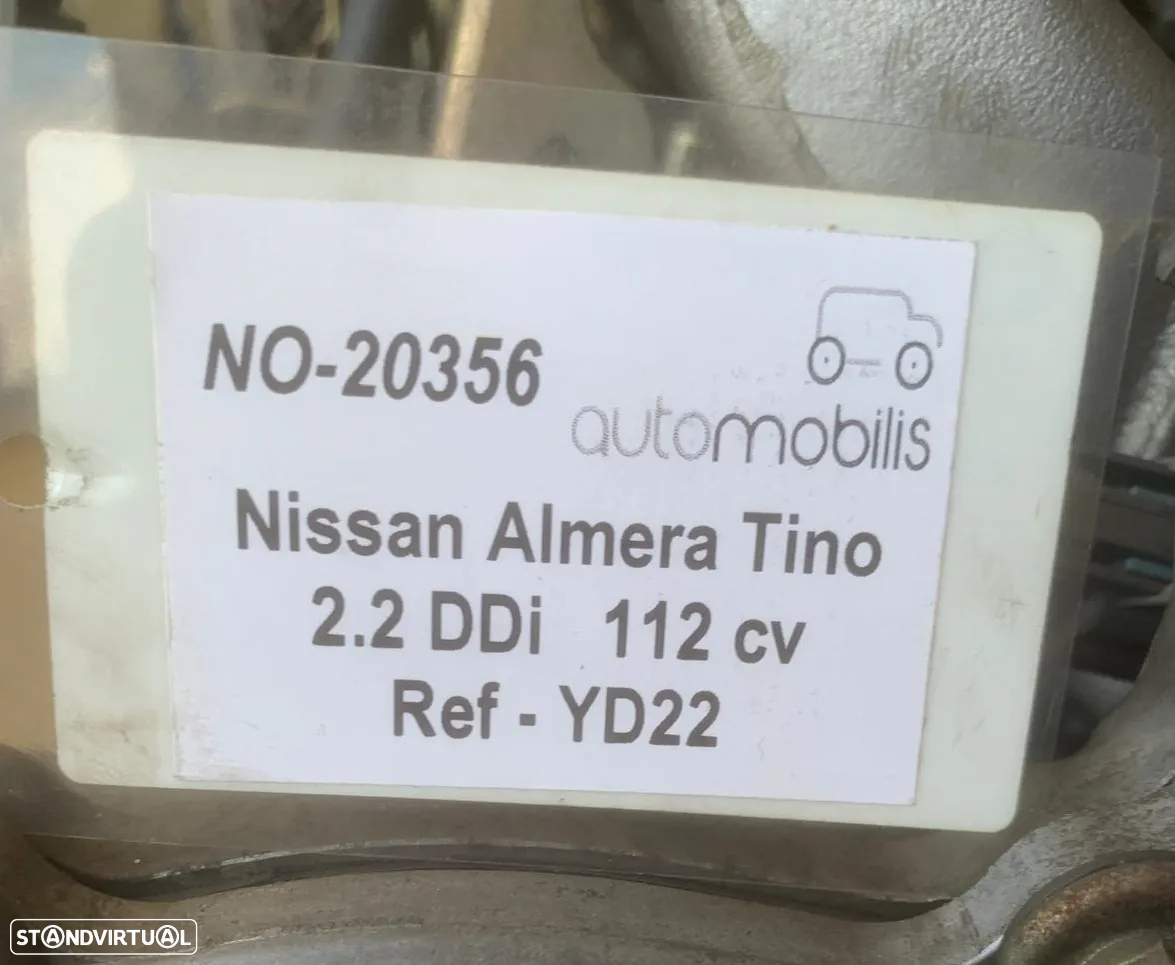 NO-20356
automobilis
Nissan Almera Tino
2.2 DDi 112 cv
Ref - YD22
STANDVIRTUAL